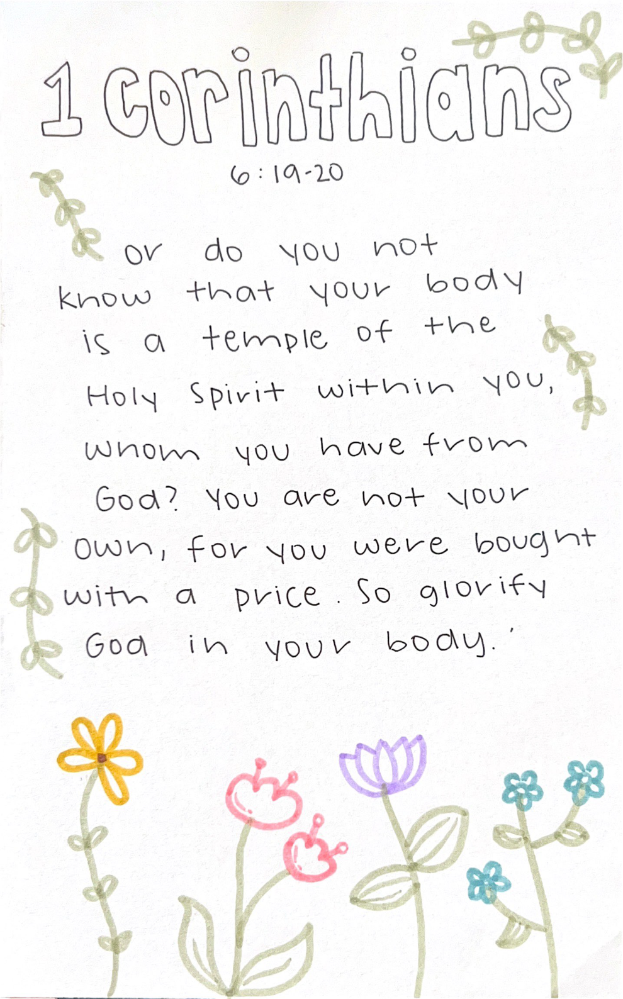 1 corinthians
6:19-20
or do you not
know that your body
is a temple of the
Holy Spirit within you,
whom you have from
God? You are not your
own, for you were bought
with a price. So glorify
God in your body.'